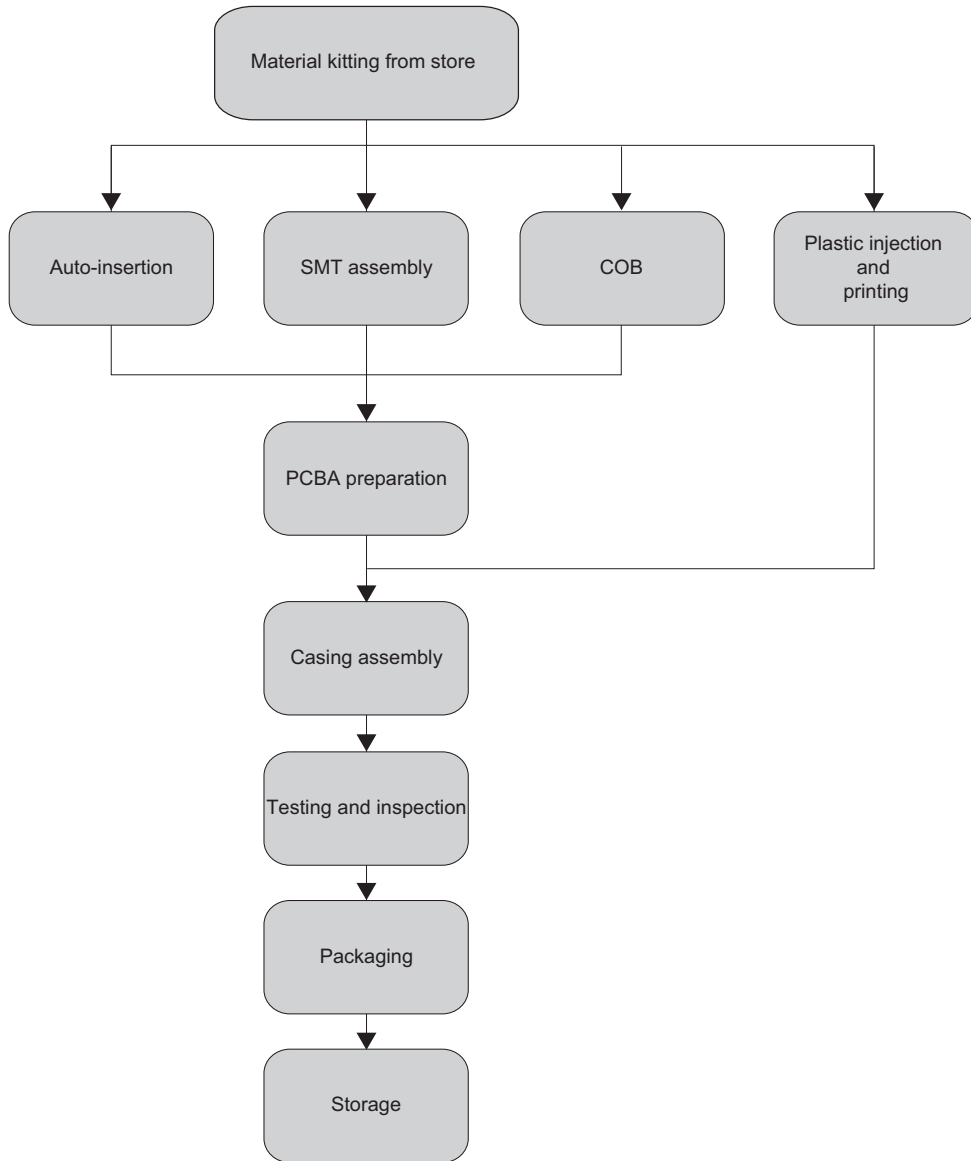 Material kitting from store
Auto-insertion
SMT assembly
COB
Plastic injection
and
printing
PCBA preparation
Casing assembly
Testing and inspection
Packaging
Storage